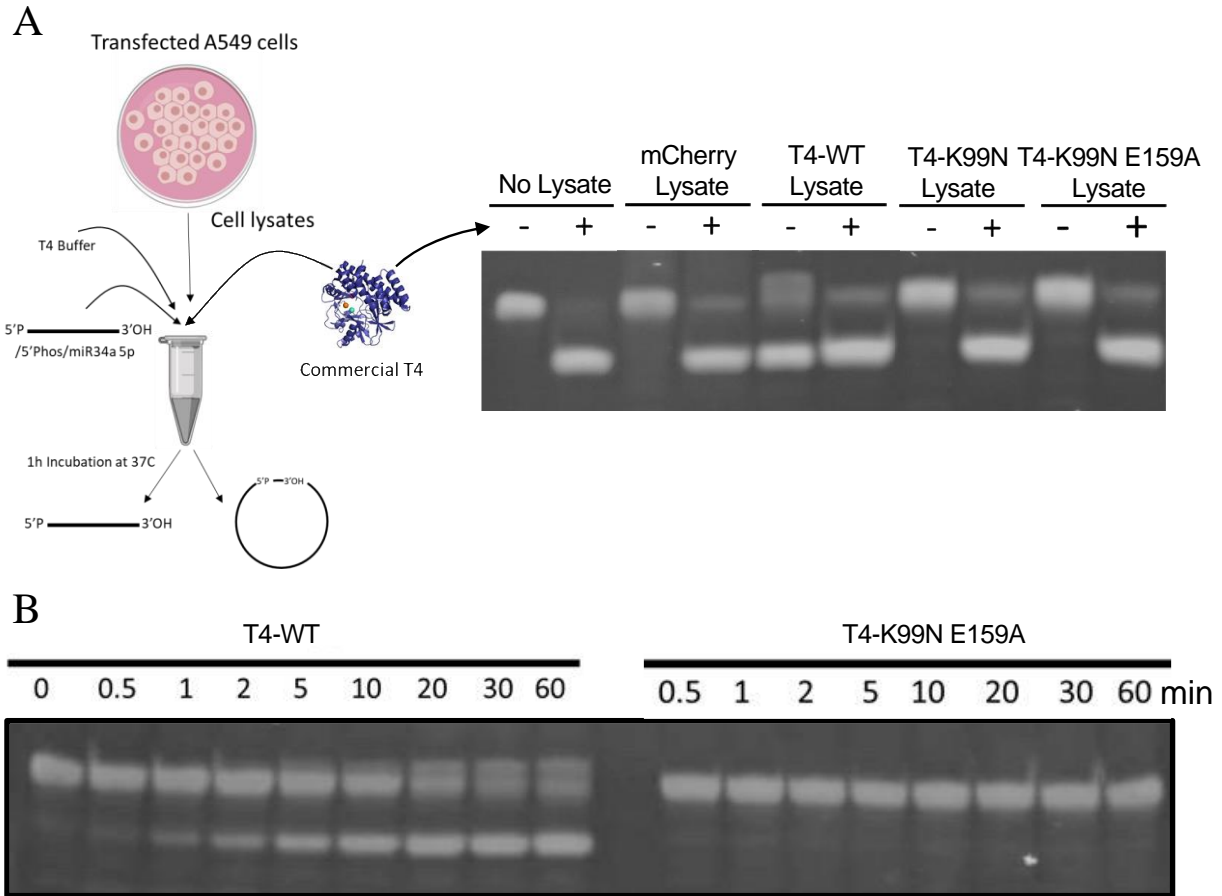 A
Transfected A549 cells
Cell lysates
T4 Buffer
5'P 3'OH
/5'Phos/miR34a 5p
Commercial T4
1h Incubation at 37C
5'P 3'OH
5'P 3'OH
No Lysate
mCherry
Lysate
T4-WT
Lysate
T4-K99N
Lysate
T4-K99N E159A
Lysate
- + - + - + - + - +
B
T4-WT
T4-K99N E159A
0 0.5 1 2 5 10 20 30 60
0.5 1 2 5 10 20 30 60 min